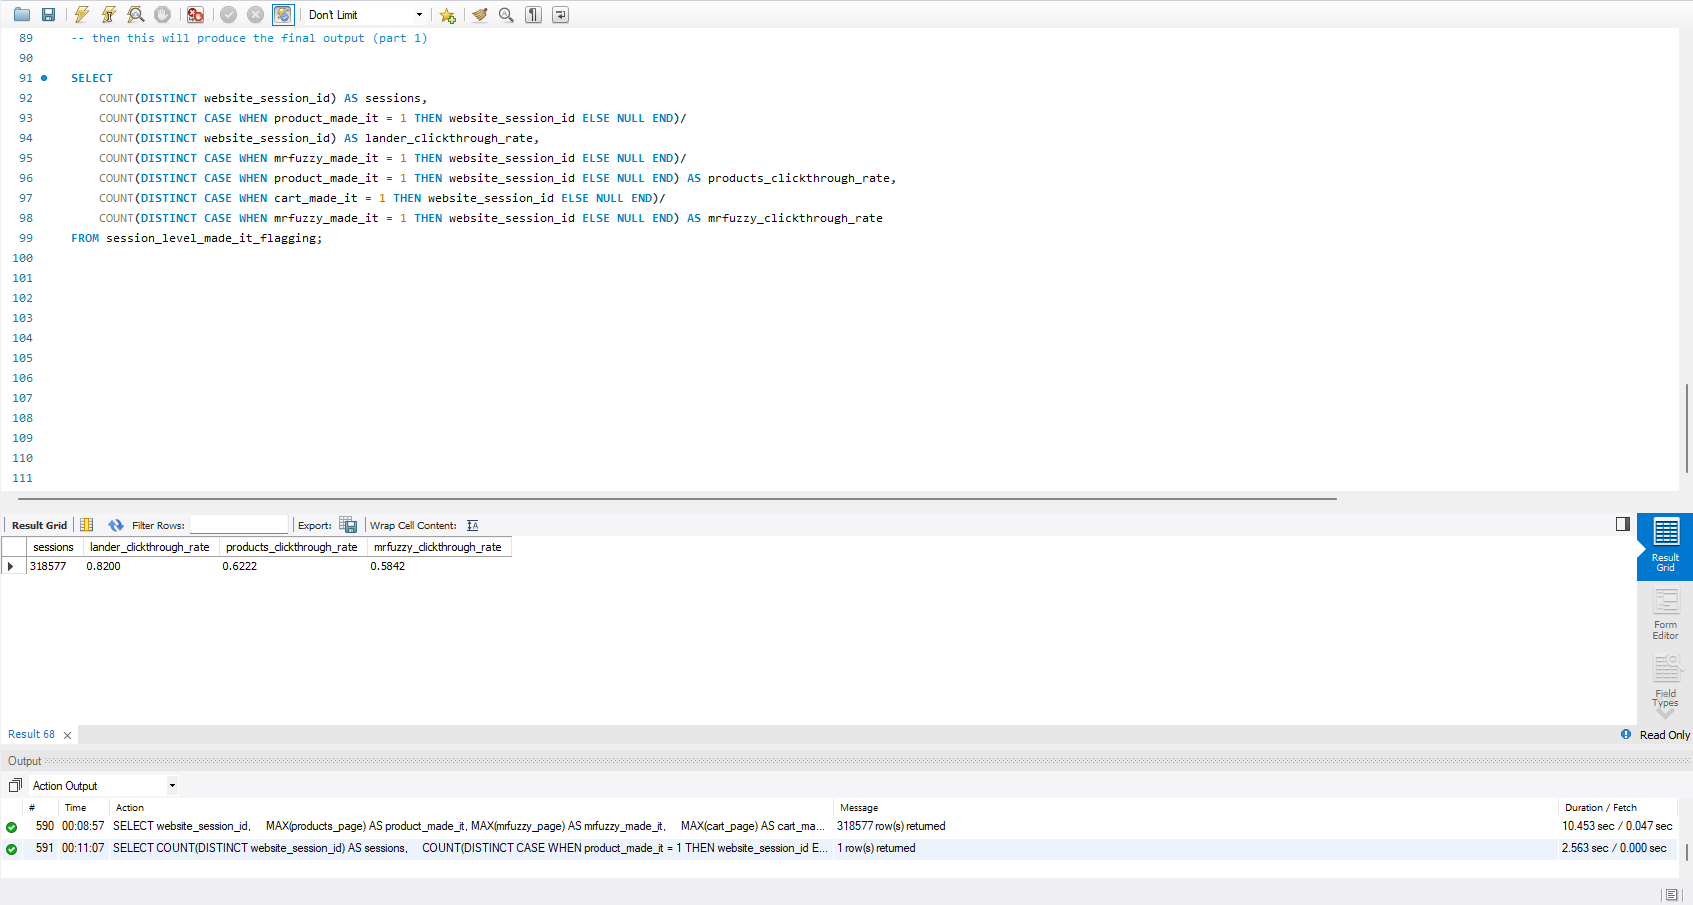 Don't Limit
89 -- then this will produce the final output (part 1)
90
91 SELECT
92 COUNT(DISTINCT website_session_id) AS sessions,
93 COUNT(DISTINCT CASE WHEN product_made_it = 1 THEN website_session_id ELSE NULL END)/
94 COUNT(DISTINCT website_session_id) AS lander_clickthrough_rate,
95 COUNT(DISTINCT CASE WHEN mrfuzzy_made_it = 1 THEN website_session_id ELSE NULL END)/
96 COUNT(DISTINCT CASE WHEN product_made_it = 1 THEN website_session_id ELSE NULL END) AS products_clickthrough_rate,
97 COUNT(DISTINCT CASE WHEN cart_made_it = 1 THEN website_session_id ELSE NULL END)/
98 COUNT(DISTINCT CASE WHEN mrfuzzy_made_it = 1 THEN website_session_id ELSE NULL END) AS mrfuzzy_clickthrough_rate
99 FROM session_level_made_it_flagging;
100
101
102
103
104
105
106
107
108
109
110
111
Result Grid Filter Rows: Export: Wrap Cell Content:
sessions lander_clickthrough_rate products_clickthrough_rate mrfuzzy_clickthrough_rate
318577 0.8200 0.6222 0.5842
Result
Grid
Form
Editor
Field
Types
Result 68 Read Only
Output
Action Output
# Time Action Message Duration / Fetch
590 00:08:57 SELECT website_session_id, MAX(products_page) AS product_made_it, MAX(mrfuzzy_page) AS mrfuzzy_made_it, MAX(cart_page) AS cart_ma... 318577 row(s) returned 10.453 sec / 0.047 sec
591 00:11:07 SELECT COUNT(DISTINCT website_session_id) AS sessions, COUNT(DISTINCT CASE WHEN product_made_it = 1 THEN website_session_id E... 1 row(s) returned 2.563 sec / 0.000 sec